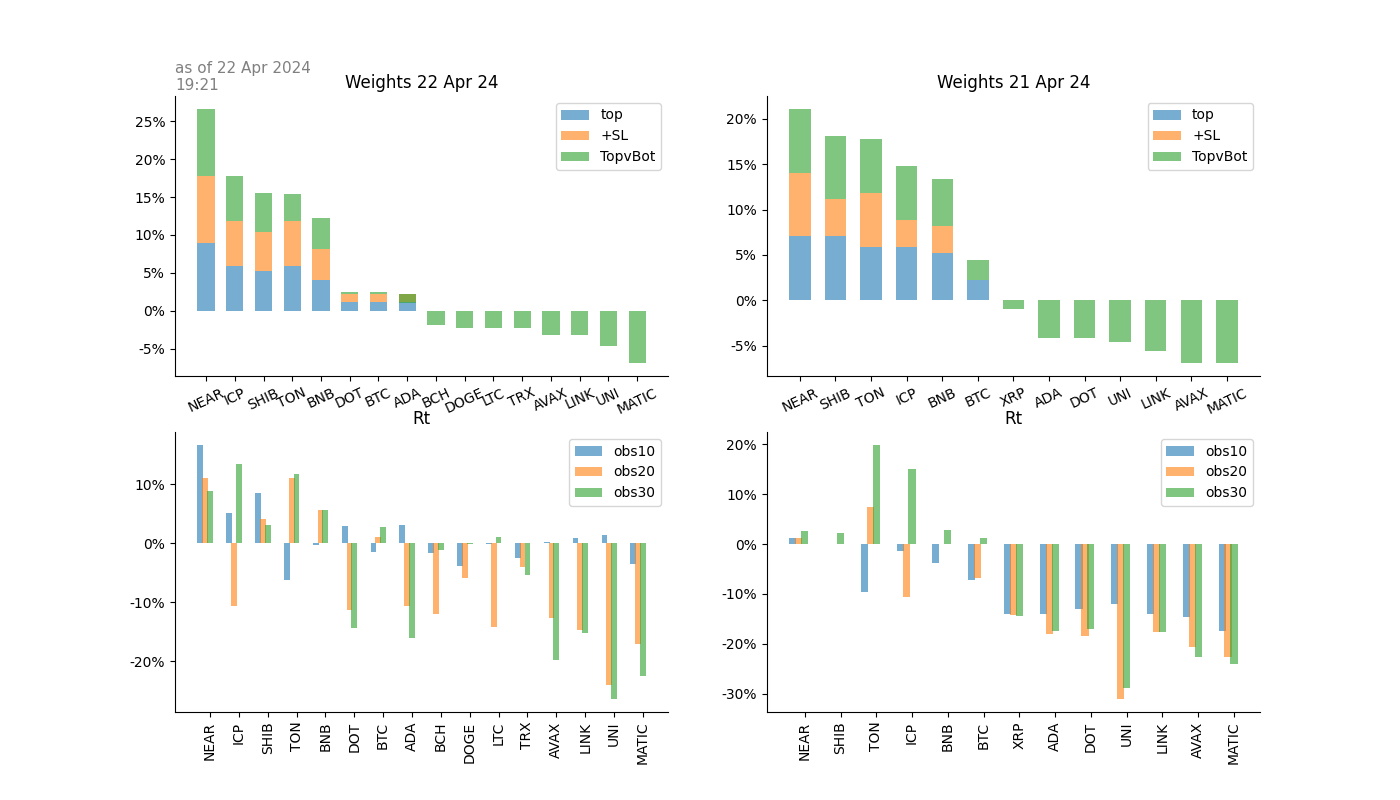 as of 22 Apr 2024
19:21
Weights 22 Apr 24
top
+SL
TopvBot
25%
20%
15%
10%
5%
0%
-5%
NEAR ICP SHIB TON BNB DOT BTC ADA BCH DOGE LTC TRX AVAX LINK UNI MATIC
Weights 21 Apr 24
top
+SL
TopvBot
20%
15%
10%
5%
0%
-5%
NEAR SHIB TON ICP BNB BTC XRP ADA DOT UNI LINK AVAX MATIC
Rt
obs10
obs20
obs30
10%
0%
-10%
-20%
NEAR ICP SHIB TON BNB DOT BTC ADA BCH DOGE LTC TRX AVAX LINK UNI MATIC
Rt
obs10
obs20
obs30
20%
10%
0%
-10%
-20%
-30%
NEAR SHIB TON ICP BNB BTC XRP ADA DOT UNI LINK AVAX MATIC